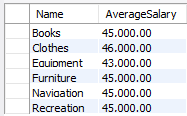 Name AverageSalary
Books 45.000.00
Clothes 46.000.00
Equipment 43.000.00
Furniture 45.000.00
Navigation 45.000.00
Recreation 45.000.00